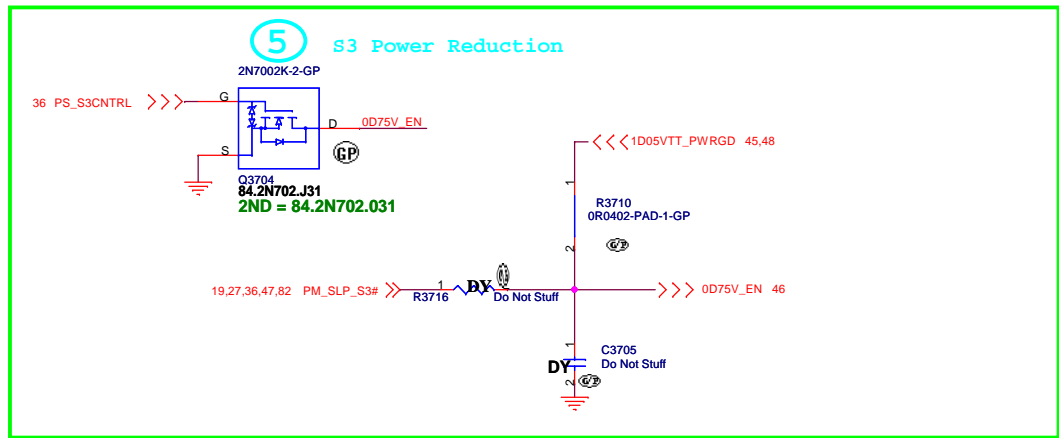 5 S3 Power Reduction
2N7002K-2-GP
36 PS_S3CNTRL
G
D
0D75V_EN
S
GP
Q3704
84.2N702.J31
2ND = 84.2N702.031
1D05VTT_PWRGD 45,48
1
R3710
0R0402-PAD-1-GP
2
G/P
19,27,36,47,82 PM_SLP_S3#
1
R3716
DY
Do Not Stuff
0D75V_EN 46
1
C3705
Do Not Stuff
DY
2
G/P